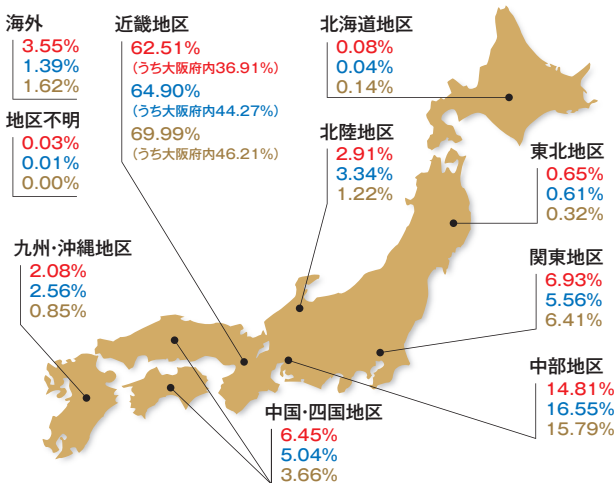 海外
3.55%
1.39%
1.62%
地区不明
0.03%
0.01%
0.00%
近畿地区
62.51%
(うち大阪府内36.91%)
64.90%
(うち大阪府内44.27%)
69.99%
(うち大阪府内46.21%)
北海道地区
0.08%
0.04%
0.14%
北陸地区
2.91%
3.34%
1.22%
東北地区
0.65%
0.61%
0.32%
九州・沖縄地区
2.08%
2.56%
0.85%
関東地区
6.93%
5.56%
6.41%
中部地区
14.81%
16.55%
15.79%
中国・四国地区
6.45%
5.04%
3.66%